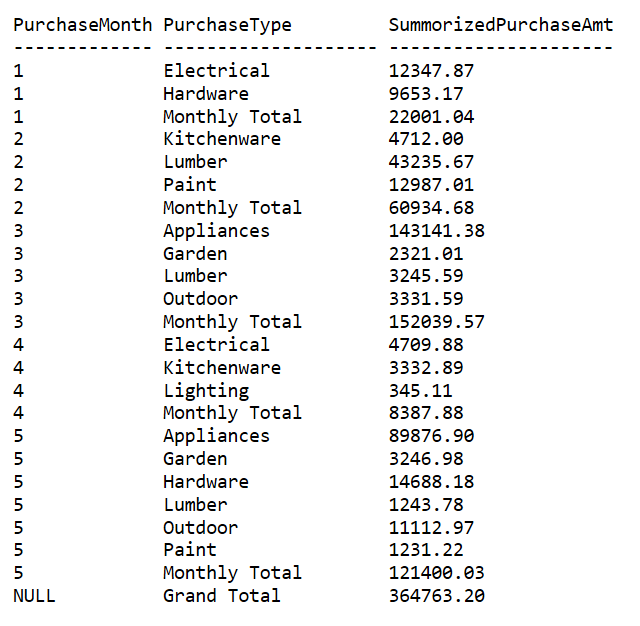 PurchaseMonth PurchaseType         SummorizedPurchaseAmt
------------- -------------------- ---------------------
1             Electrical           12347.87
1             Hardware             9653.17
1             Monthly Total        22001.04
2             Kitchenware          4712.00
2             Lumber               43235.67
2             Paint                12987.01
2             Monthly Total        60934.68
3             Appliances           143141.38
3             Garden               2321.01
3             Lumber               3245.59
3             Outdoor              3331.59
3             Monthly Total        152039.57
4             Electrical           4709.88
4             Kitchenware          3332.89
4             Lighting             345.11
4             Monthly Total        8387.88
5             Appliances           89876.90
5             Garden               3246.98
5             Hardware             14688.18
5             Lumber               1243.78
5             Outdoor              11112.97
5             Paint                1231.22
5             Monthly Total        121400.03
NULL          Grand Total          364763.20